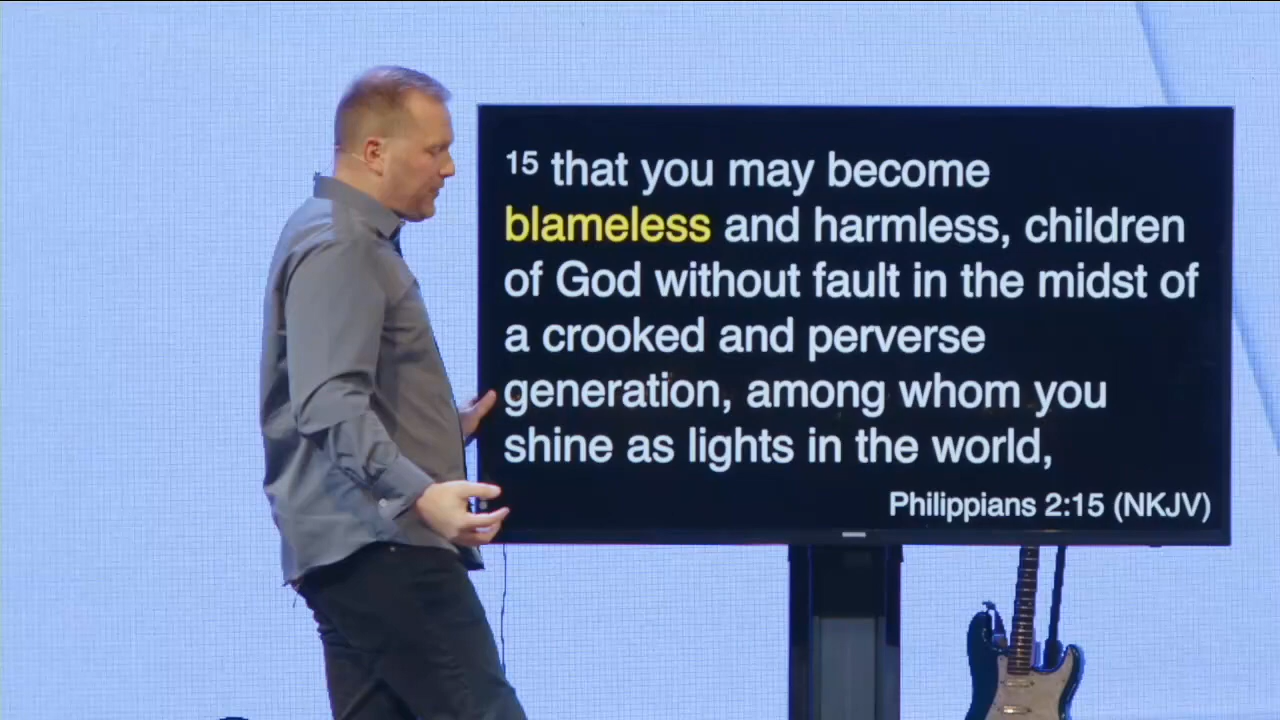 15 that you may become
blameless and harmless, children
of God without fault in the midst of
a crooked and perverse
generation, among whom you
shine as lights in the world,
Philippians 2:15 (NKJV)